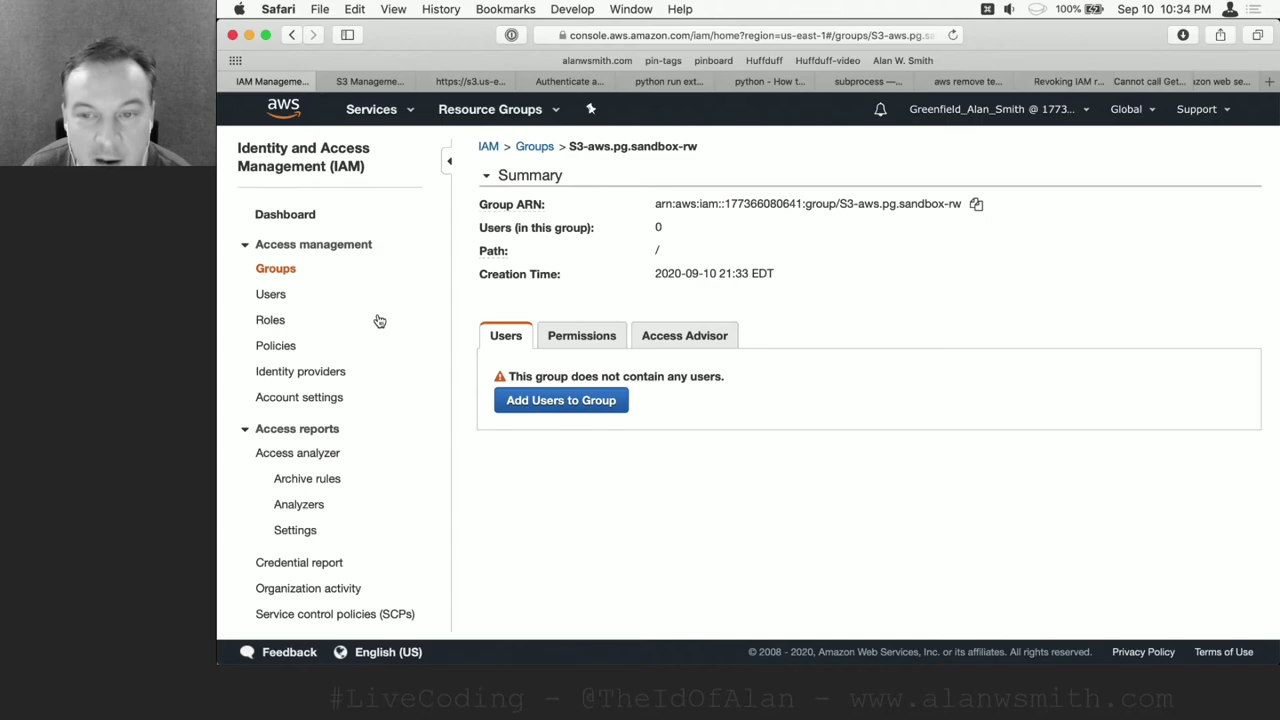 Safari File Edit View History Bookmarks Develop Window Help 100% Sep 10 10:34 PM
console.aws.amazon.com/iam/home?region=us-east-1#/groups/S3-aws.pg.sa...
alanwsmith.com pin-tags pinboard Huffduff Huffduff-video Alan W. Smith
IAM Manageme... S3 Manageme... https://s3.us-e... Authenticate a... python run ext... python - How t... subprocess —... aws remove te... Revoking IAM r... Cannot call Get... azon web se...
aws Services Resource Groups Greenfield_Alan_Smith @ 1773... Global Support
Identity and Access
Management (IAM)
Dashboard
Access management
Groups
Users
Roles
Policies
Identity providers
Account settings
Access reports
Access analyzer
Archive rules
Analyzers
Settings
Credential report
Organization activity
Service control policies (SCPs)
IAM > Groups > S3-aws.pg.sandbox-rw
Summary
Group ARN: arn:aws:iam::177366080641:group/S3-aws.pg.sandbox-rw
Users (in this group): 0
Path: /
Creation Time: 2020-09-10 21:33 EDT
Users Permissions Access Advisor
This group does not contain any users.
Add Users to Group
Feedback English (US) © 2008 - 2020, Amazon Web Services, Inc. or its affiliates. All rights reserved. Privacy Policy Terms of Use
#LiveCoding - @TheIdOfAlan - www.alanwsmith.com